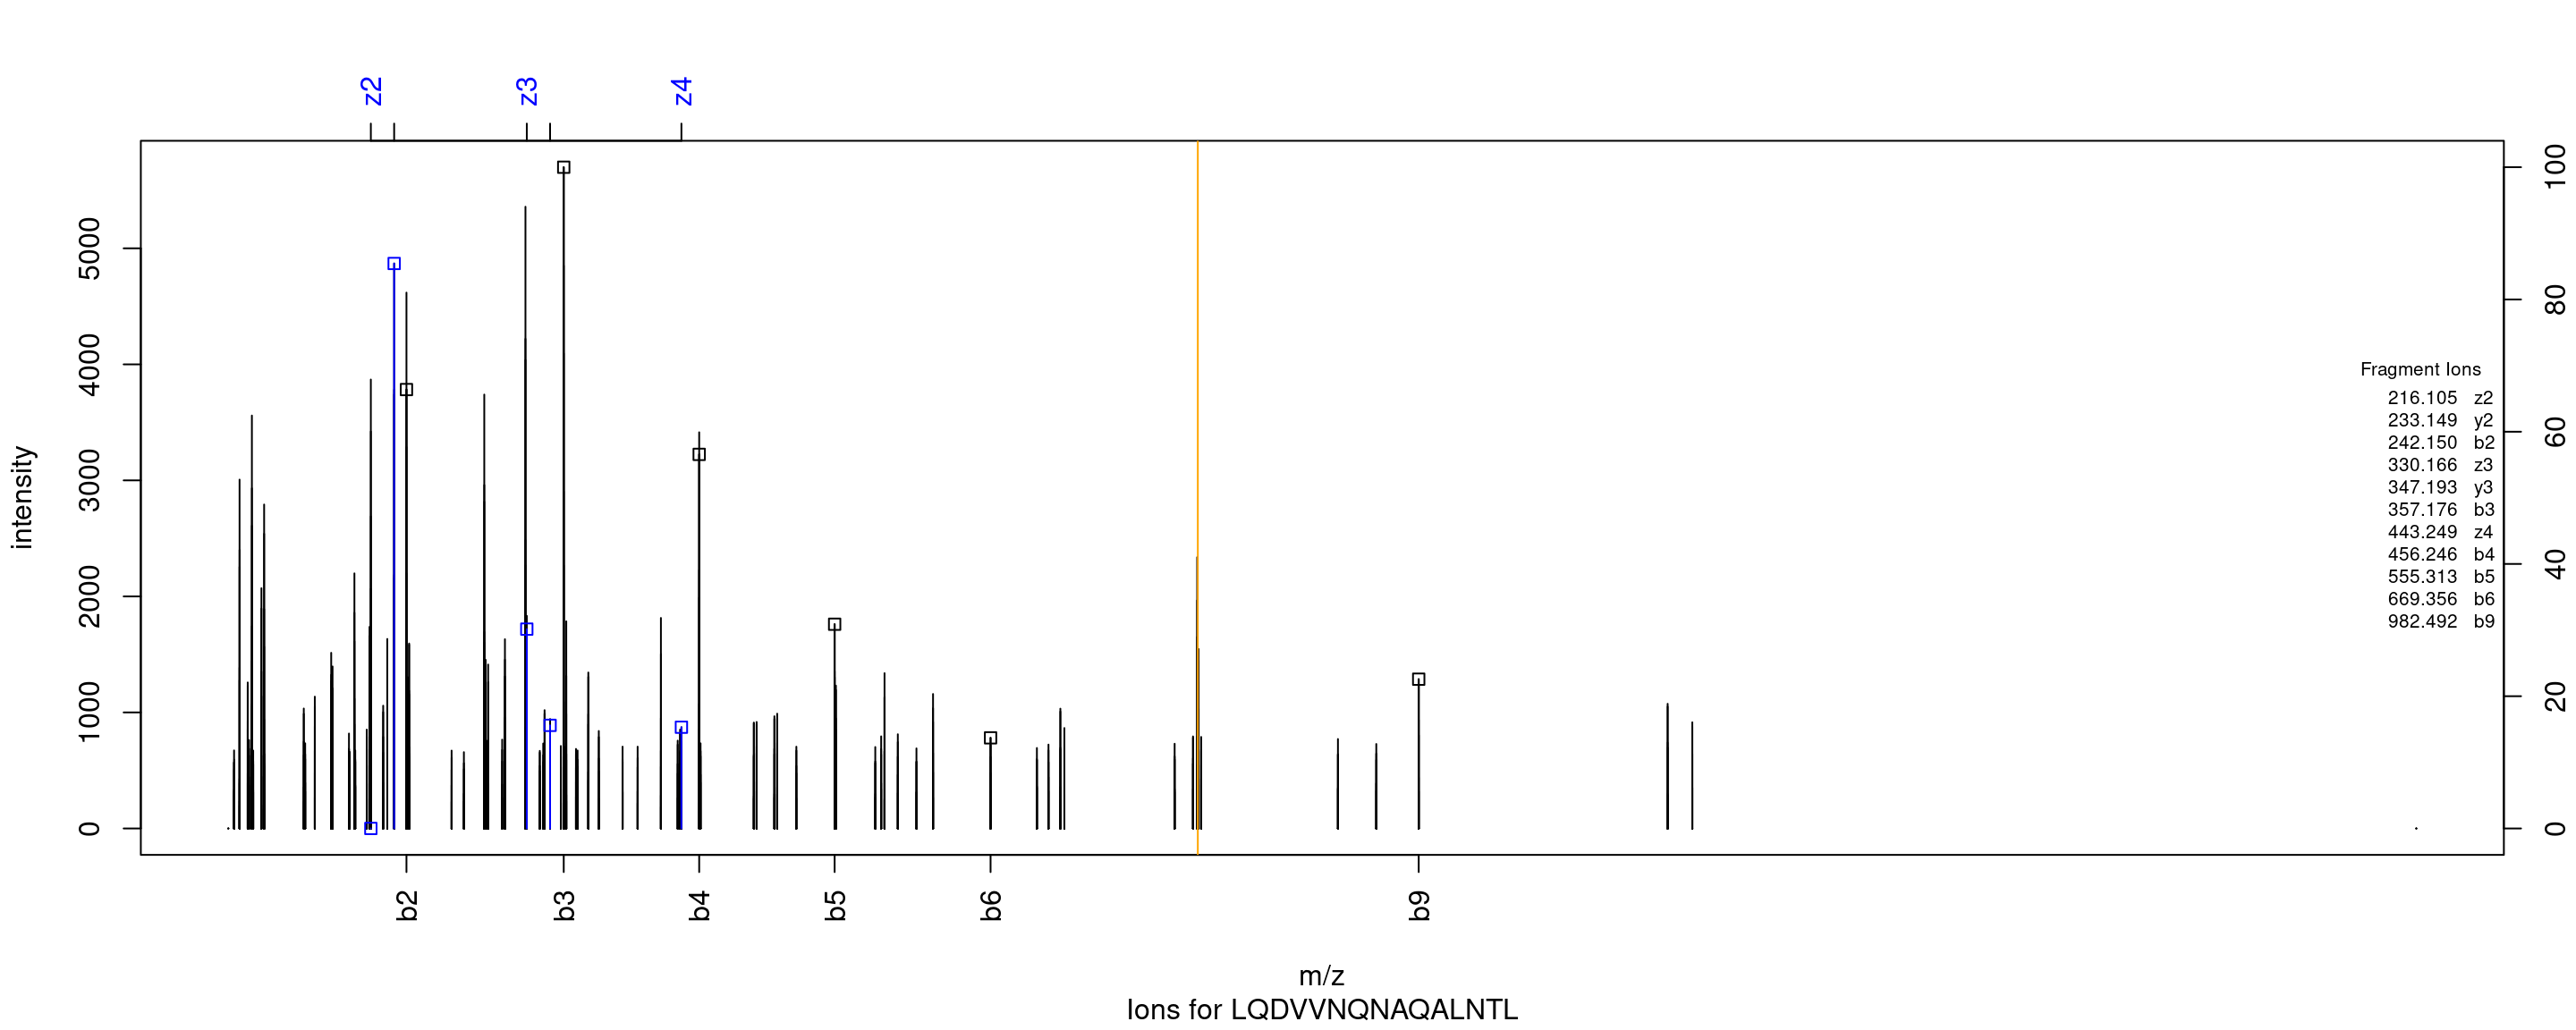 z2 z3 z4
intensity
0 1000 2000 3000 4000 5000
0 20 40 60 80 100
Fragment Ions
216.105 z2
233.149 y2
242.150 b2
330.166 z3
347.193 y3
357.176 b3
443.249 z4
456.246 b4
555.313 b5
669.356 b6
982.492 b9
b2 b3 b4 b5 b6 b9
m/z
Ions for LQDVVNQNAQALNTL